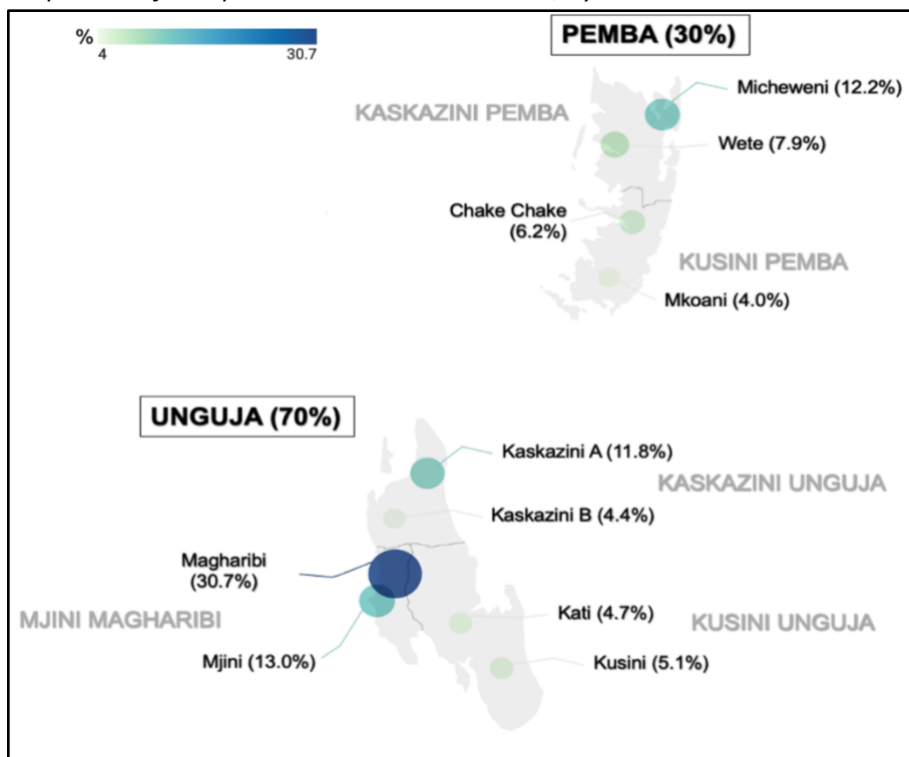 %
4 30.7
PEMBA (30%)
Micheweni (12.2%)
KASKAZINI PEMBA
Wete (7.9%)
Chake Chake
(6.2%)
KUSINI PEMBA
Mkoani (4.0%)
UNGUJA (70%)
Kaskazini A (11.8%)
KASKAZINI UNGUJA
Kaskazini B (4.4%)
Magharibi
(30.7%)
MJINI MAGHARIBI
Kati (4.7%)
KUSINI UNGUJA
Mjini (13.0%)
Kusini (5.1%)